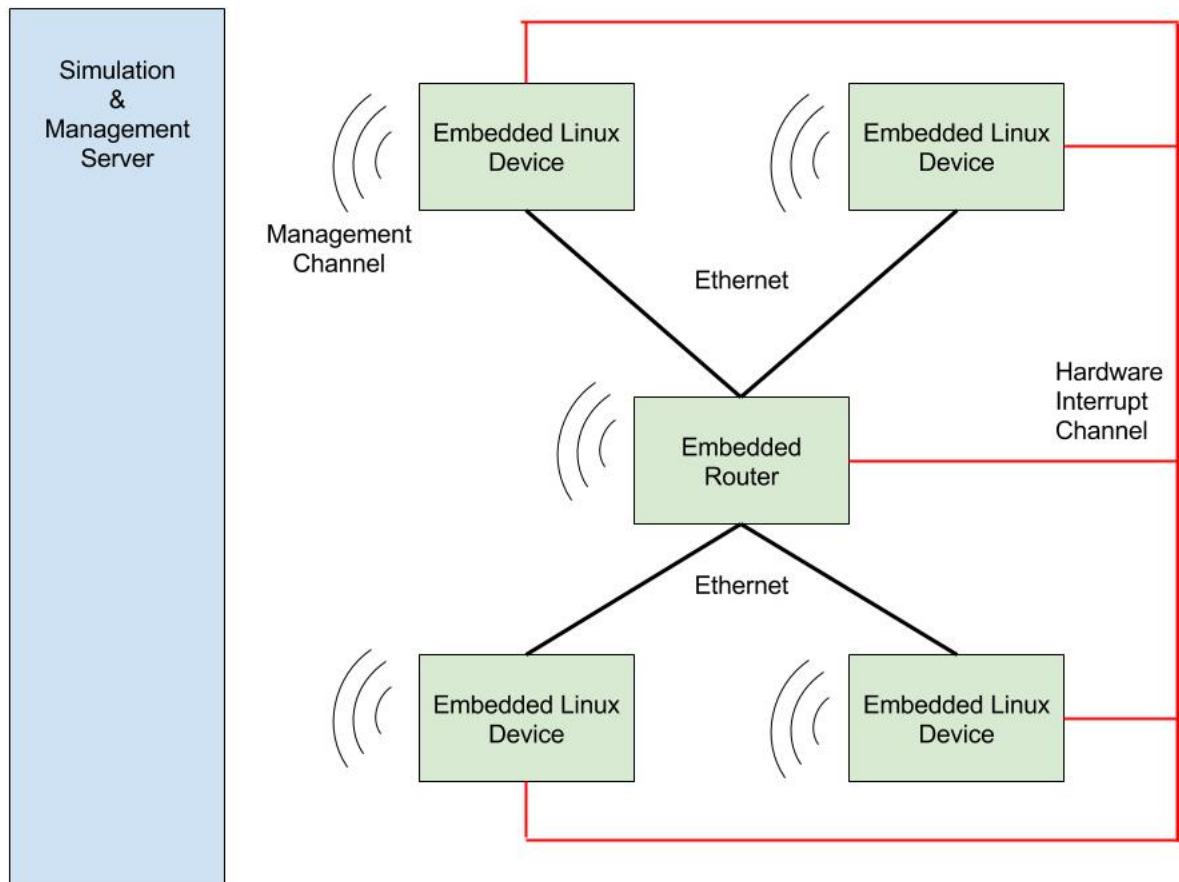 Simulation
&
Management
Server
Embedded Linux
Device
Embedded Linux
Device
Management
Channel
Ethernet
Hardware
Interrupt
Channel
Embedded
Router
Ethernet
Embedded Linux
Device
Embedded Linux
Device